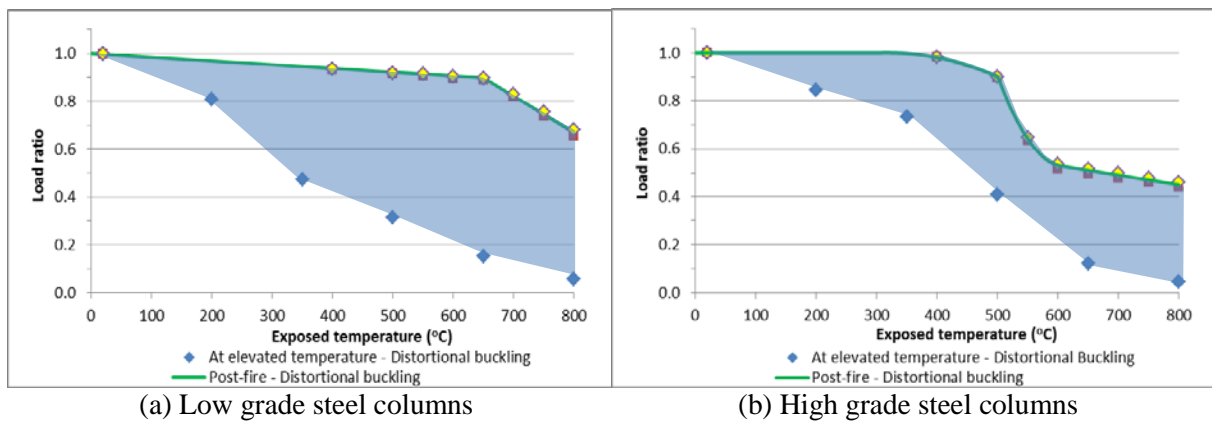 1.0
0.8
0.6
0.4
0.2
0.0
Load ratio
0 100 200 300 400 500 600 700 800
Exposed temperature (°C)
At elevated temperature - Distortional buckling
Post-fire - Distortional buckling
(a) Low grade steel columns
1.0
0.8
0.6
0.4
0.2
0.0
Load ratio
0 100 200 300 400 500 600 700 800
Exposed temperature (°C)
At elevated temperature - Distortional Buckling
Post-fire - Distortional buckling
(b) High grade steel columns